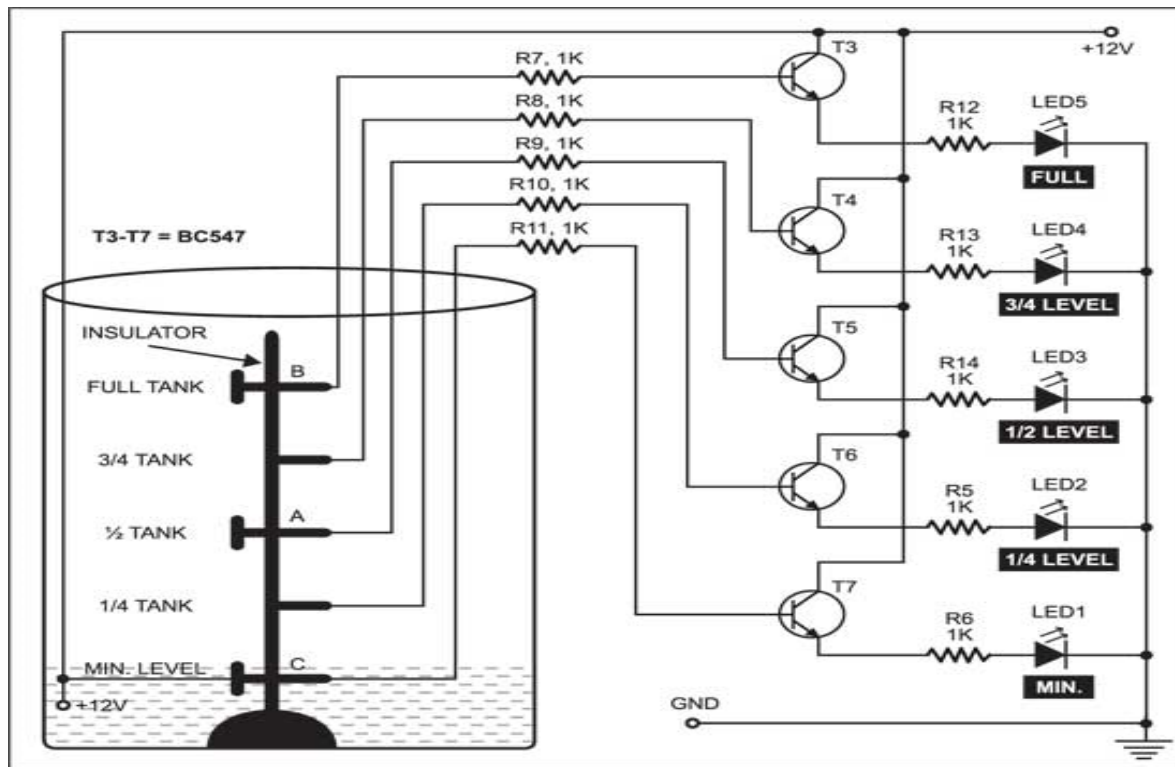 +12V
T3
R7, 1K
R8, 1K
R9, 1K
R10, 1K
R11, 1K
R12
1K
LED5
FULL
T4
R13
1K
LED4
3/4 LEVEL
T5
R14
1K
LED3
1/2 LEVEL
T6
R5
1K
LED2
1/4 LEVEL
T7
R6
1K
LED1
MIN.
GND
T3-T7 = BC547
INSULATOR
B
FULL TANK
3/4 TANK
A
½ TANK
1/4 TANK
C
MIN. LEVEL
+12V